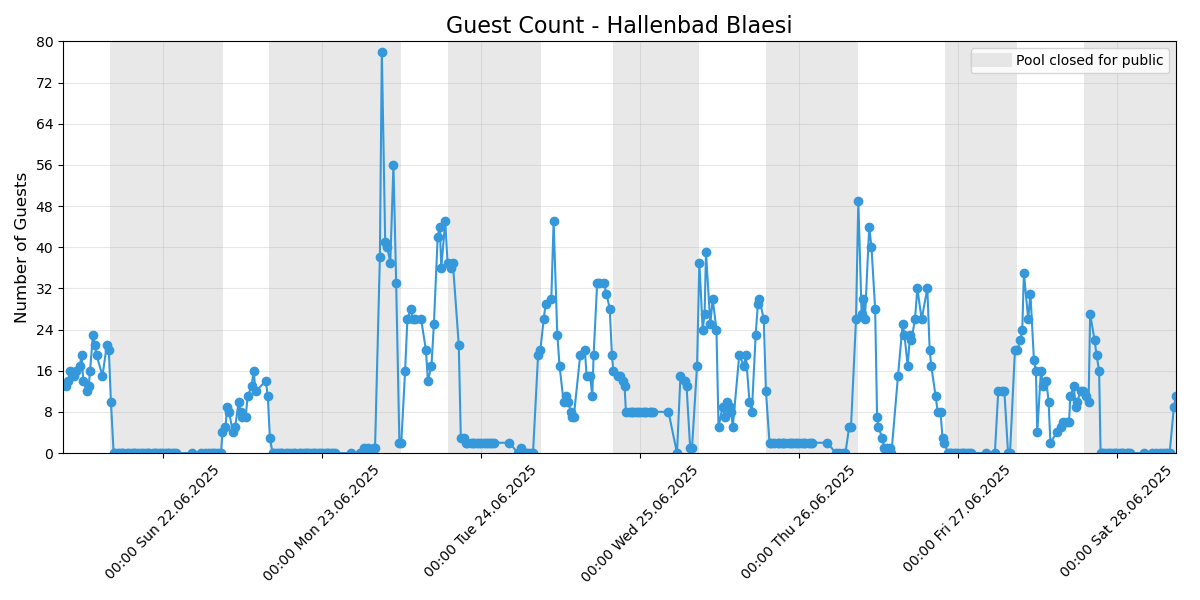 Guest Count - Hallenbad Blaesi
Pool closed for public
Number of Guests
80
72
64
56
48
40
32
24
16
8
0
00:00 Sun 22.06.2025
00:00 Mon 23.06.2025
00:00 Tue 24.06.2025
00:00 Wed 25.06.2025
00:00 Thu 26.06.2025
00:00 Fri 27.06.2025
00:00 Sat 28.06.2025